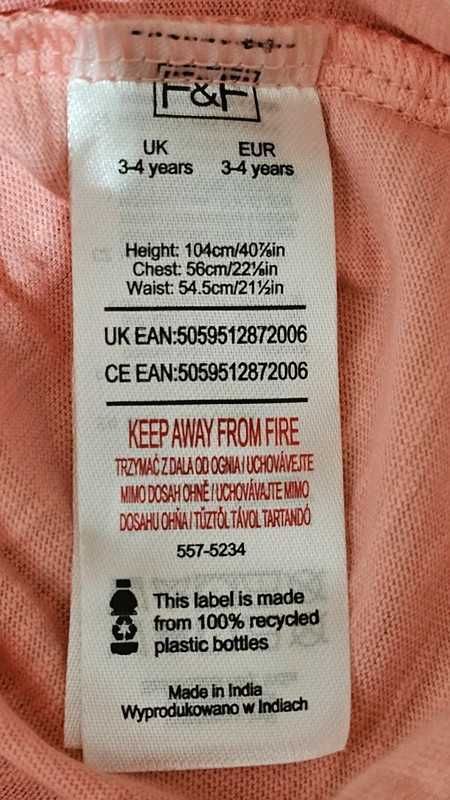 F&F
UK EUR
3-4 years 3-4 years
Height: 104cm/40⅞in
Chest: 56cm/22⅛in
Waist: 54.5cm/21½in
UK EAN:5059512872006
CE EAN:5059512872006
KEEP AWAY FROM FIRE
TRZYMAĆ Z DALA OD OGNIA / UCHOVÁVEJTE
MIMO DOSAH OHNĚ / UCHOVÁVAJTE MIMO
DOSAHU OHŇA / TŰZTŐL TÁVOL TARTANDÓ
557-5234
This label is made
from 100% recycled
plastic bottles
Made in India
Wyprodukowano w Indiach